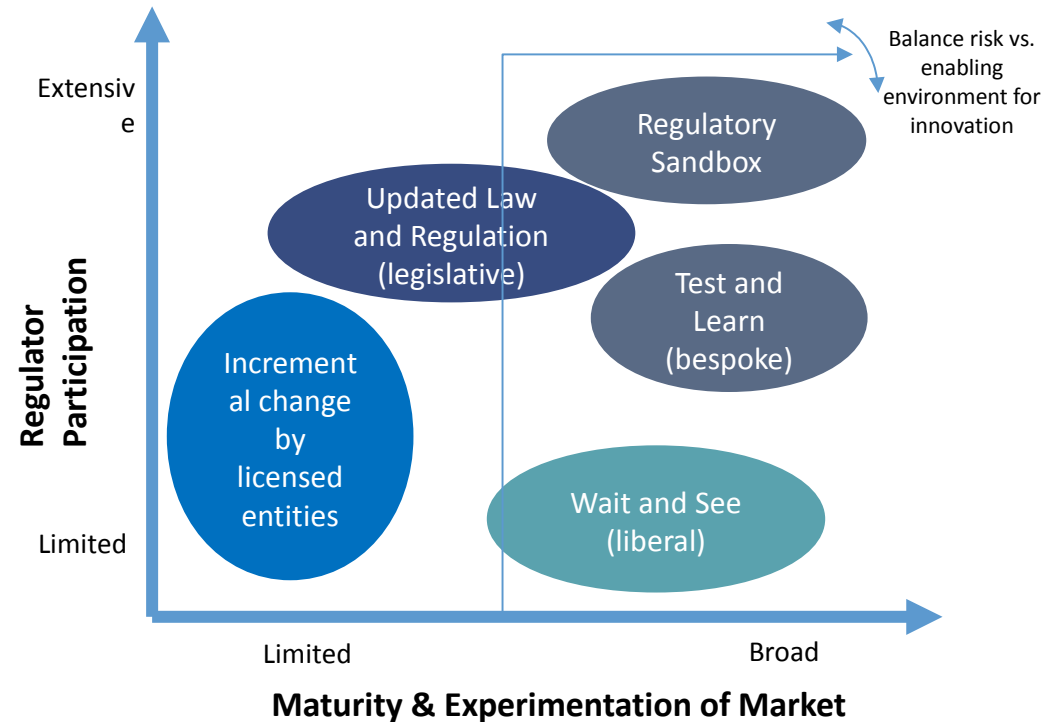 Extensiv
e
Balance risk vs.
enabling
environment for
innovation
Regulatory
Sandbox
Updated Law
and Regulation
(legislative)
Test and
Learn
(bespoke)
Regulator
Participation
Increment
al change
by
licensed
entities
Wait and See
(liberal)
Limited
Limited
Broad
Maturity & Experimentation of Market